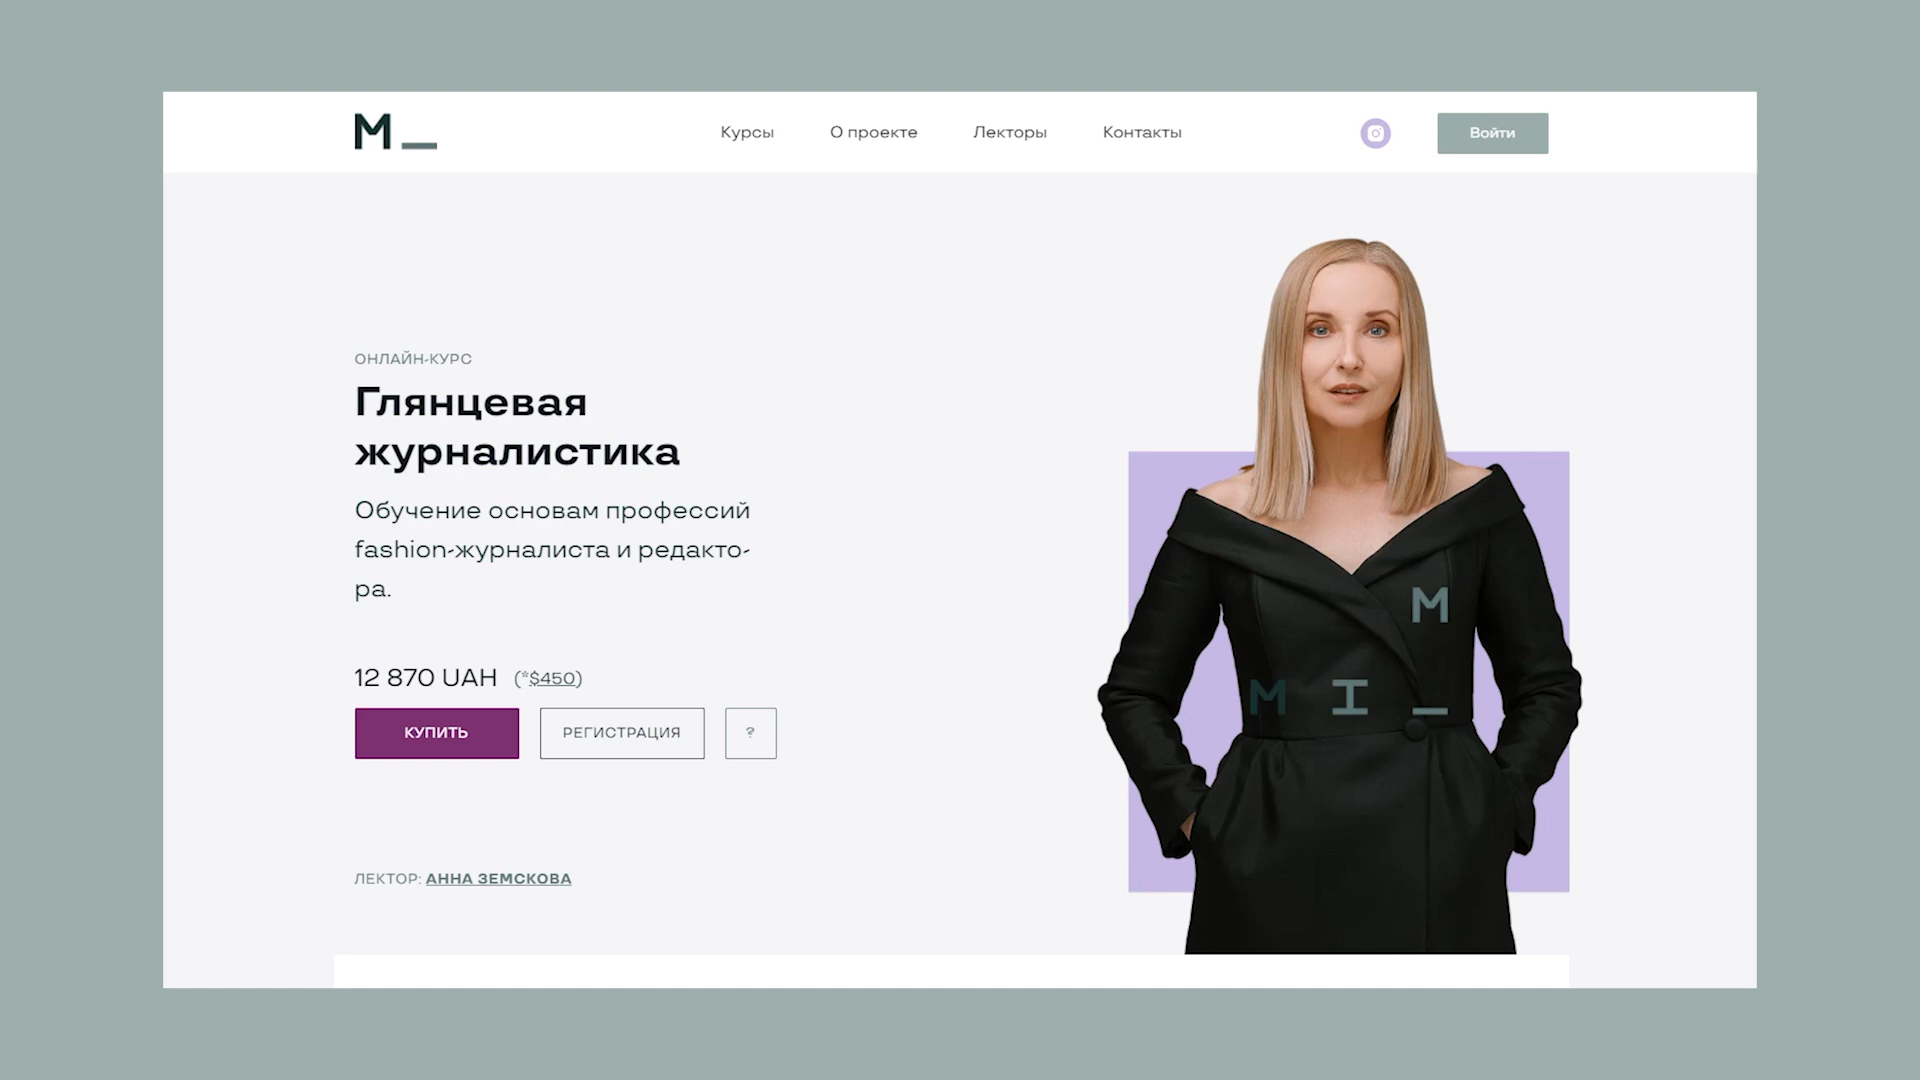 M_
Курсы
О проекте
Лекторы
Контакты
Войти
ОНЛАЙН-КУРС
Глянцевая
журналистика
Обучение основам профессий
fashion-журналиста и редакто-
ра.
12 870 UAH (*$450)
КУПИТЬ
РЕГИСТРАЦИЯ
?
ЛЕКТОР: АННА ЗЕМСКОВА
M
M I _